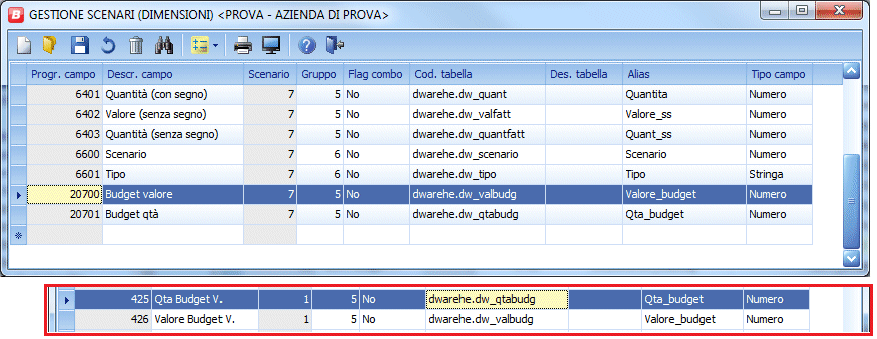 GESTIONE SCENARI (DIMENSIONI) <PROVA - AZIENDA DI PROVA>
Progr. campo Descr. campo Scenario Gruppo Flag combo Cod. tabella Des. tabella Alias Tipo campo
6401 Quantità (con segno) 7 5 No dwarehe.dw_quant Quantita Numero
6402 Valore (senza segno) 7 5 No dwarehe.dw_valfatt Valore_ss Numero
6403 Quantità (senza segno) 7 5 No dwarehe.dw_quantfatt Quant_ss Numero
6600 Scenario 7 6 No dwarehe.dw_scenario Scenario Numero
6601 Tipo 7 6 No dwarehe.dw_tipo Tipo Stringa
20700 Budget valore 7 5 No dwarehe.dw_valbudg Valore_budget Numero
20701 Budget qtà 7 5 No dwarehe.dw_qtabudg Qta_budget Numero
425 Qta Budget V. 1 5 No dwarehe.dw_qtabudg Qta_budget Numero
426 Valore Budget V. 1 5 No dwarehe.dw_valbudg Valore_budget Numero